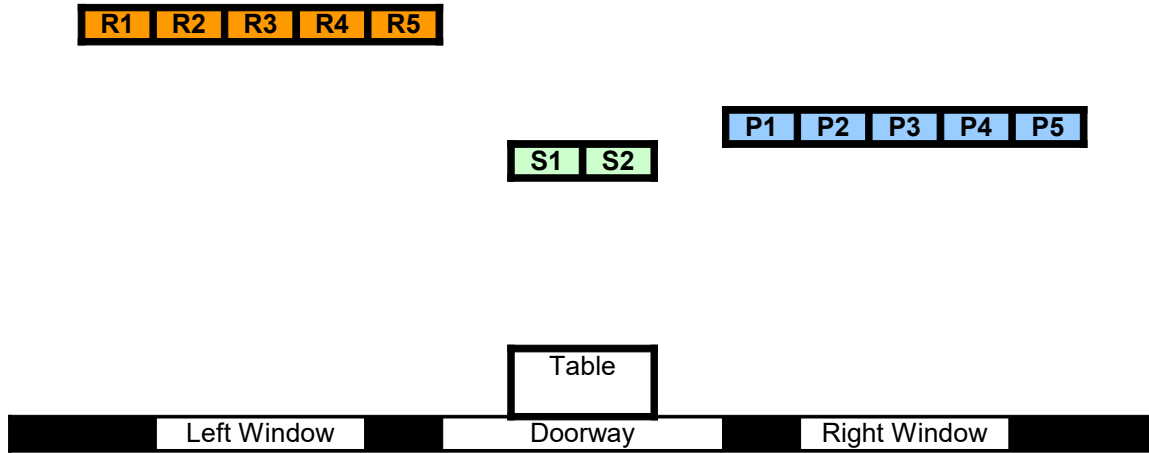 R1 R2 R3 R4 R5
P1 P2 P3 P4 P5
S1 S2
Table
Left Window Doorway Right Window